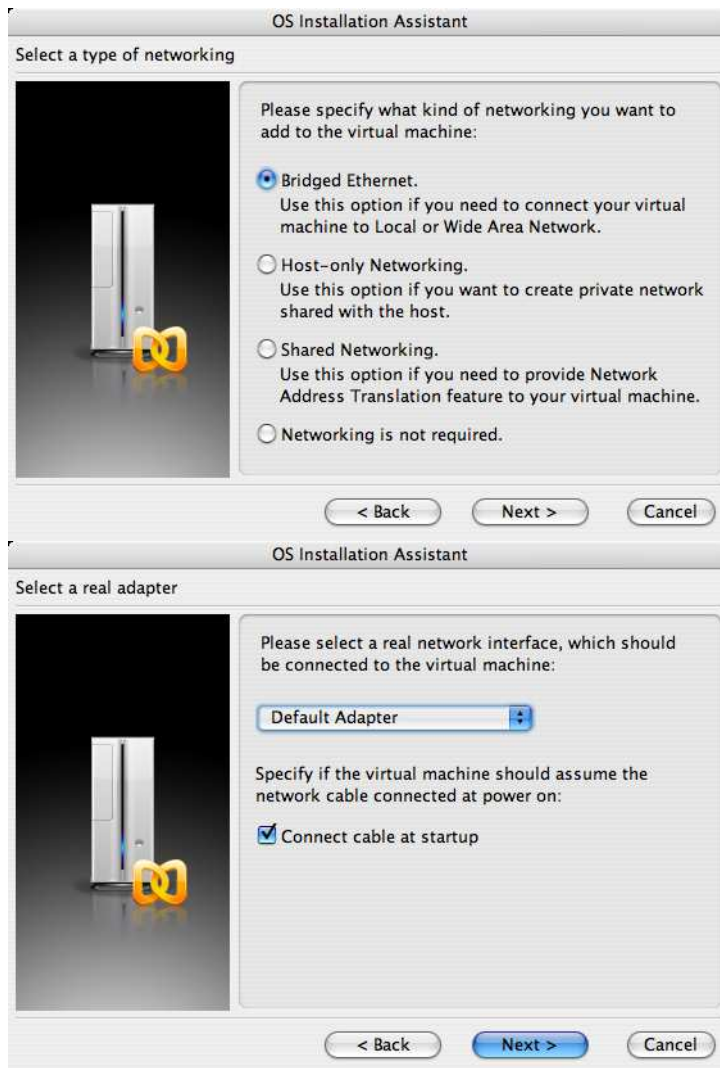 OS Installation Assistant
Select a type of networking
Please specify what kind of networking you want to
add to the virtual machine:
Bridged Ethernet.
Use this option if you need to connect your virtual
machine to Local or Wide Area Network.
Host-only Networking.
Use this option if you want to create private network
shared with the host.
Shared Networking.
Use this option if you need to provide Network
Address Translation feature to your virtual machine.
Networking is not required.
< Back
Next >
Cancel
OS Installation Assistant
Select a real adapter
Please select a real network interface, which should
be connected to the virtual machine:
Default Adapter
Specify if the virtual machine should assume the
network cable connected at power on:
Connect cable at startup
< Back
Next >
Cancel